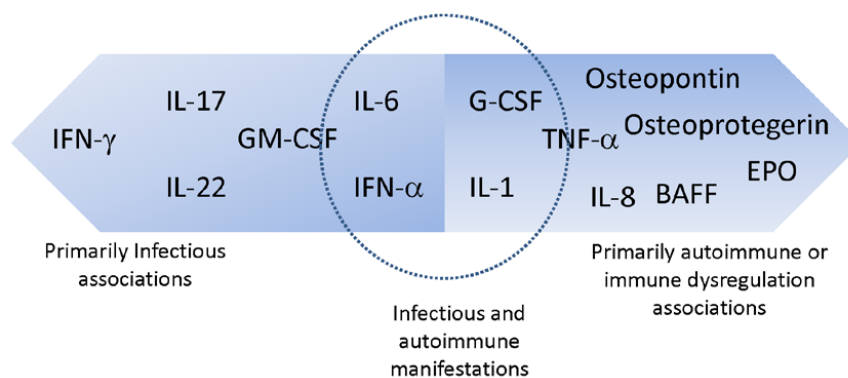 IFN-γ
IL-17
IL-22
GM-CSF
IL-6
IFN-α
G-CSF
IL-1
TNF-α
Osteopontin
Osteoprotegerin
EPO
IL-8
BAFF
Primarily Infectious
associations
Infectious and
autoimmune
manifestations
Primarily autoimmune or
immune dysregulation
associations